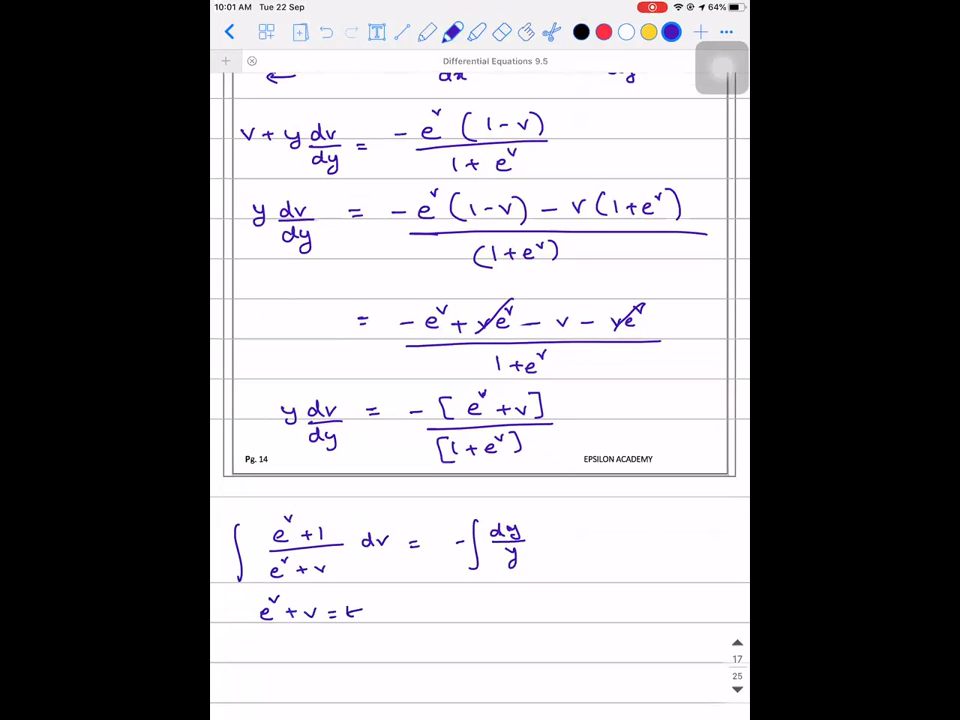 10:01 AM Tue 22 Sep 64%
Differential Equations 9.5
dx
v + y dv/dy = - e^v (1-v) / 1 + e^v
y dv/dy = - e^v (1-v) - v (1+e^v) / (1+e^v)
= - e^v + ve^v - v - ve^v / 1+e^v
y dv/dy = - [e^v + v] / [1+e^v]
Pg. 14 EPSILON ACADEMY
∫ e^v +1 / e^v + v dv = -∫ dy/y
e^v + v = t
17
25